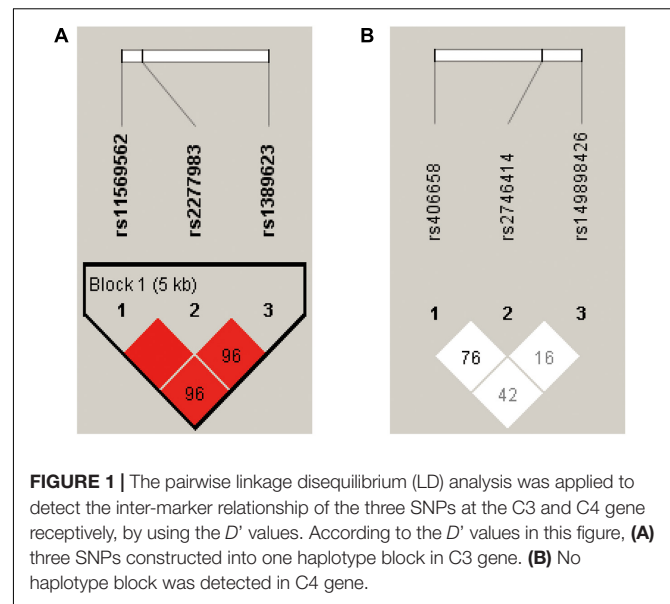 A
B
rs11569562
rs2277983
rs1389623
rs406658
rs2746414
rs149898426
Block 1 (5 kb)
1 2 3
96
96
1 2 3
76 16
42
FIGURE 1 | The pairwise linkage disequilibrium (LD) analysis was applied to
detect the inter-marker relationship of the three SNPs at the C3 and C4 gene
receptively, by using the D’ values. According to the D’ values in this figure, (A)
three SNPs constructed into one haplotype block in C3 gene. (B) No
haplotype block was detected in C4 gene.